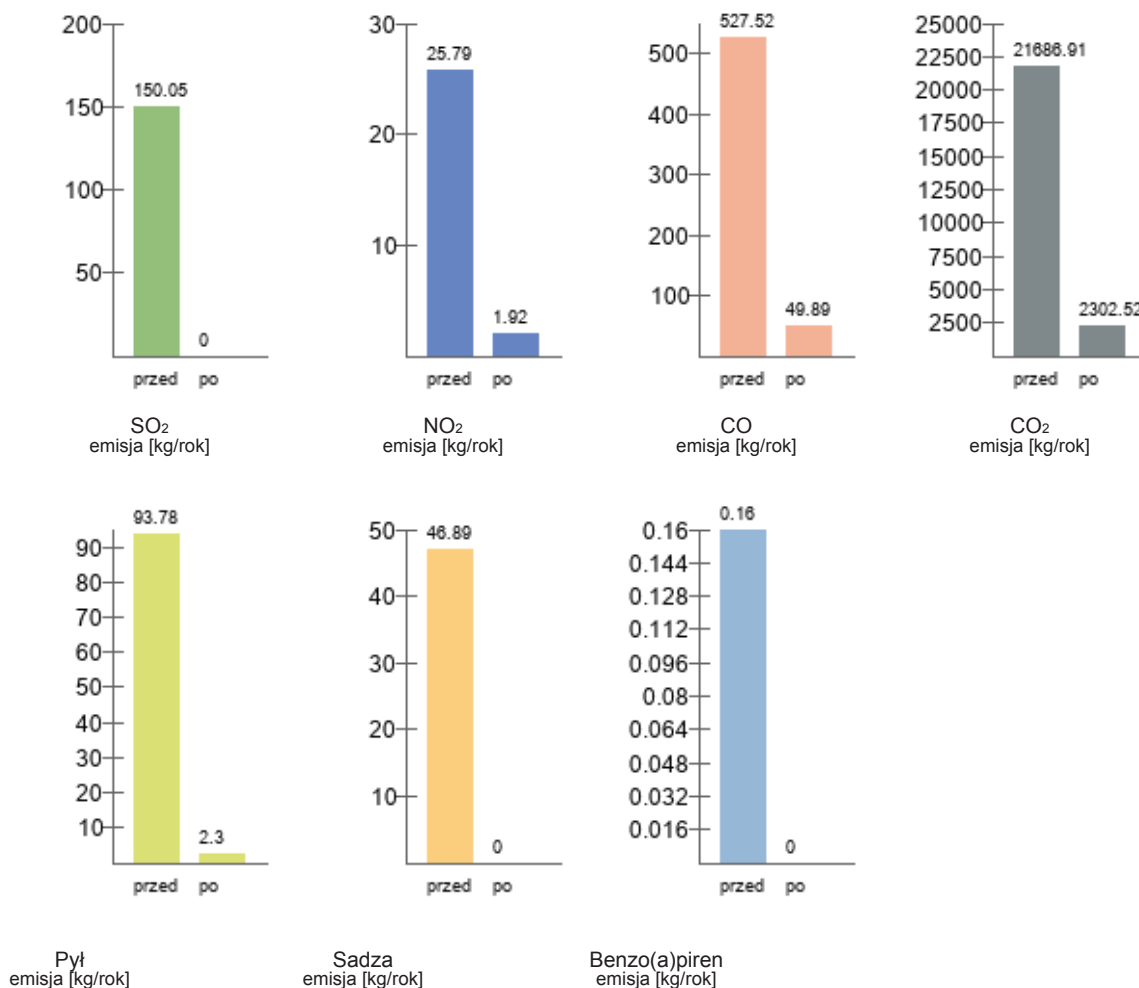 200
150
100
50
150.05
0
przed po
SO2
emisja [kg/rok]
30
20
10
25.79
1.92
przed po
NO2
emisja [kg/rok]
500
400
300
200
100
527.52
49.89
przed po
CO
emisja [kg/rok]
25000
22500
20000
17500
15000
12500
10000
7500
5000
2500
21686.91
2302.52
przed po
CO2
emisja [kg/rok]
90
80
70
60
50
40
30
20
10
93.78
2.3
przed po
Pył
emisja [kg/rok]
50
40
30
20
10
46.89
0
przed po
Sadza
emisja [kg/rok]
0.16
0.144
0.128
0.112
0.096
0.08
0.064
0.048
0.032
0.016
0.16
0
przed po
Benzo(a)piren
emisja [kg/rok]